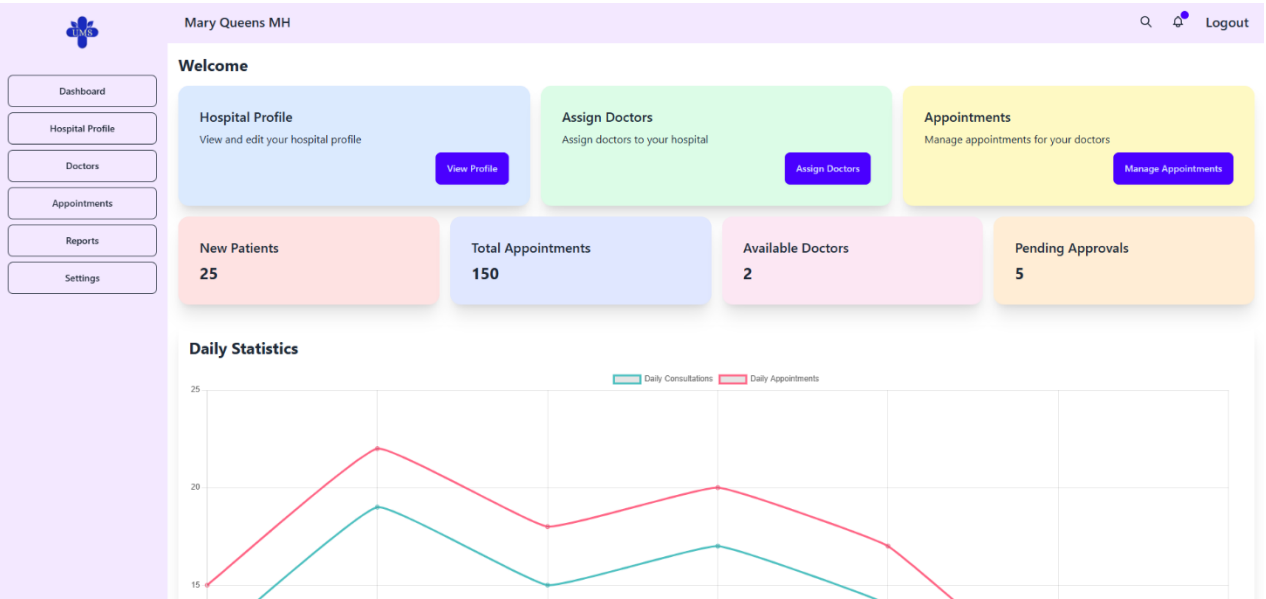 UMS
Mary Queens MH
Logout
Dashboard
Hospital Profile
Doctors
Appointments
Reports
Settings
Welcome
Hospital Profile
View and edit your hospital profile
View Profile
Assign Doctors
Assign doctors to your hospital
Assign Doctors
Appointments
Manage appointments for your doctors
Manage Appointments
New Patients
25
Total Appointments
150
Available Doctors
2
Pending Approvals
5
Daily Statistics
Daily Consultations Daily Appointments
25
20
15